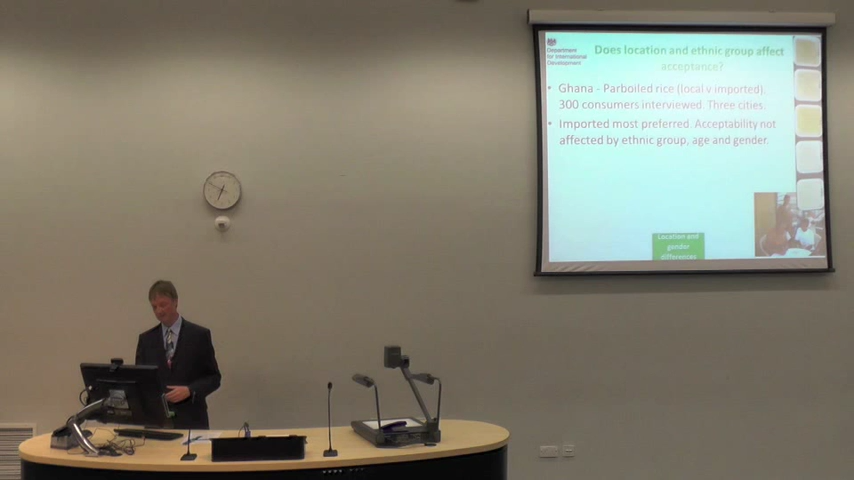 Department
for International
Development
Does location and ethnic group affect
acceptance?
• Ghana - Parboiled rice (local v imported).
300 consumers interviewed. Three cities.
• Imported most preferred. Acceptability not
affected by ethnic group, age and gender.
Location and
gender
differences